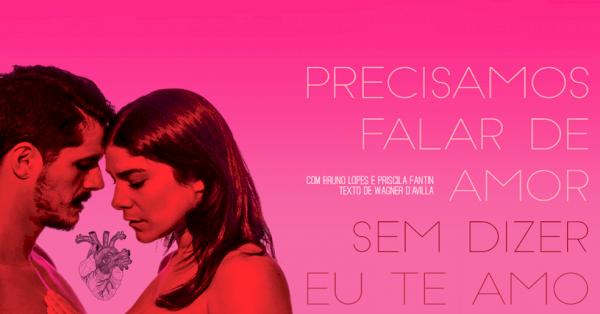 PRECISAMOS
FALAR DE
COM BRUNO LOPES E PRISCILA FANTIN
TEXTO DE WAGNER D'AVILLA
AMOR
SEM DIZER
EU TE AMO